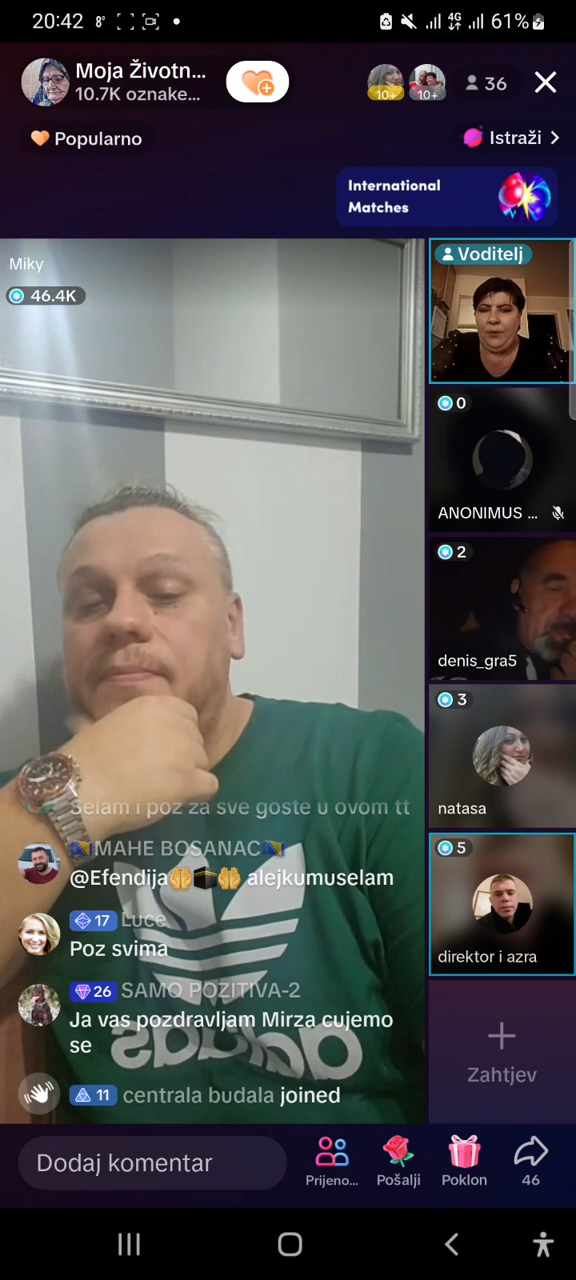 20:42 8° 4G 61%
Moja Životn...
10.7K oznake...
10+
10+
36
Popularno
Istraži
International
Matches
Miky
46.4K
Voditelj
0
ANONIMUS ...
2
denis_gra5
3
natasa
5
direktor i azra
Zahtjev
Selam i poz za sve goste u ovom tt
MAHE BOSANAC
@Efendija🤲🕋🤲 alejkumuselam
17 Luce
Poz svima
26 SAMO POZITIVA-2
Ja vas pozdravljam Mirza cujemo
se
adidas
11 centrala budala joined
Dodaj komentar
Prijeno...
Pošalji
Poklon
46